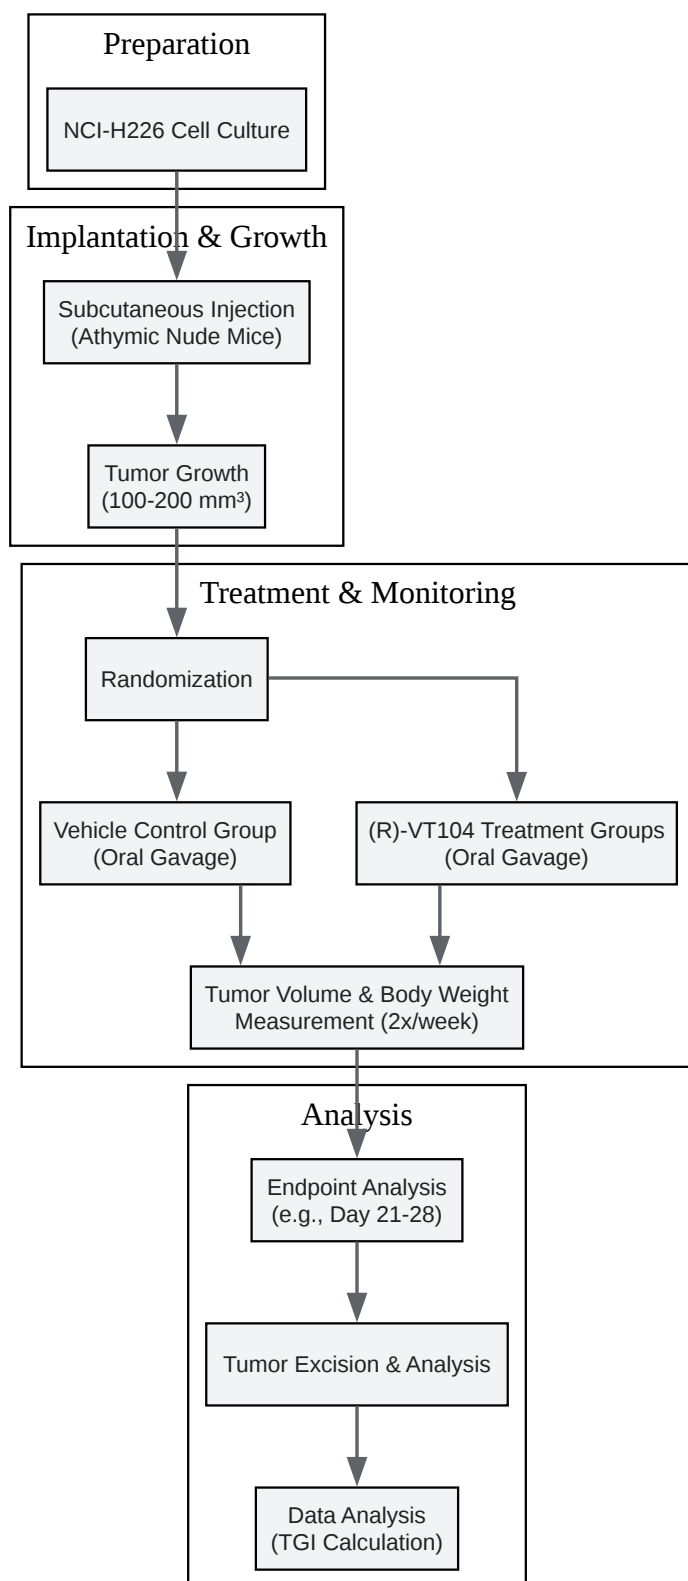 Preparation
NCI-H226 Cell Culture
Implantation & Growth
Subcutaneous Injection
(Athymic Nude Mice)
Tumor Growth
(100-200 mm³)
Treatment & Monitoring
Randomization
Vehicle Control Group
(Oral Gavage)
(R)-VT104 Treatment Groups
(Oral Gavage)
Tumor Volume & Body Weight
Measurement (2x/week)
Analysis
Endpoint Analysis
(e.g., Day 21-28)
Tumor Excision & Analysis
Data Analysis
(TGI Calculation)